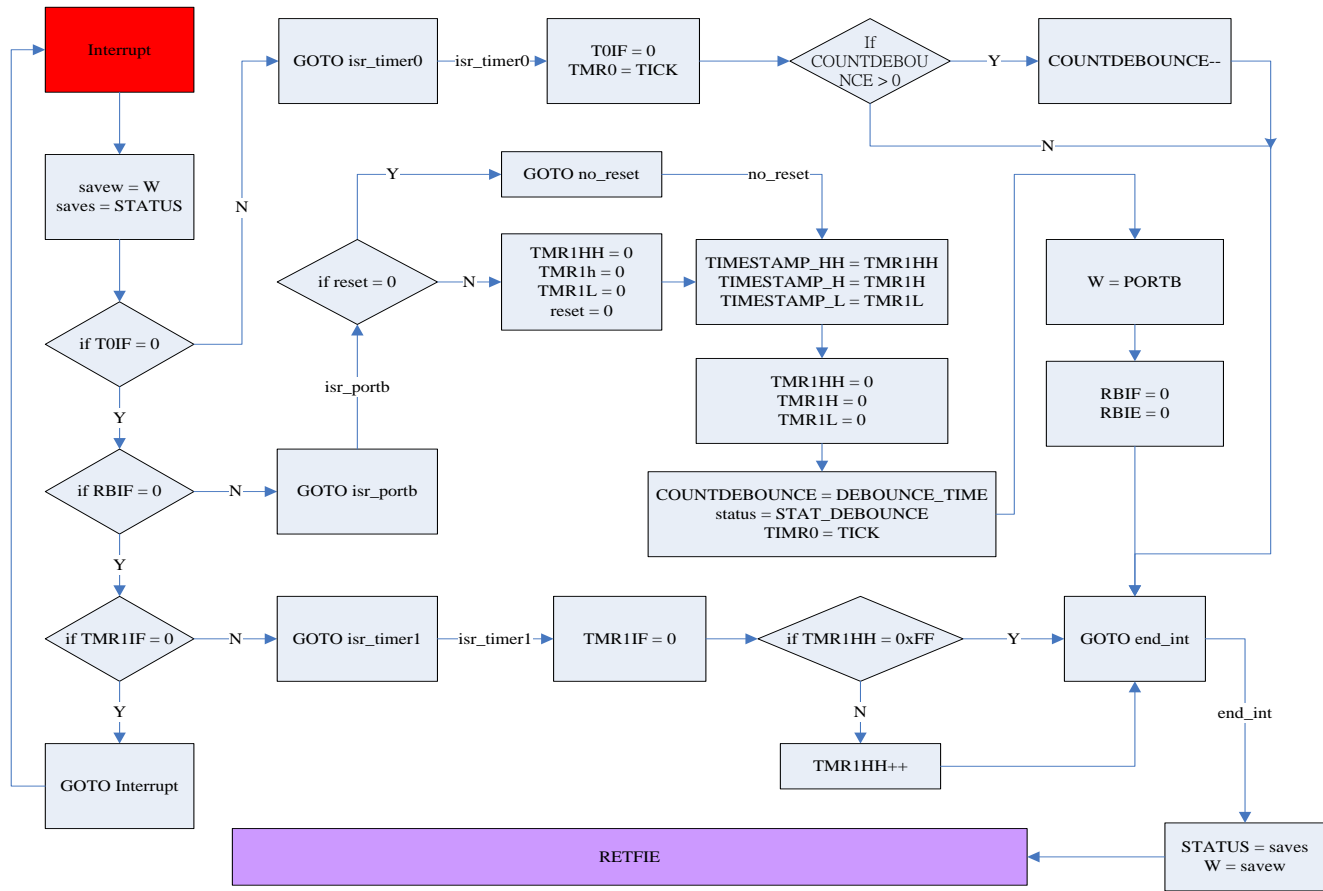 Interrupt
GOTO isr_timer0
isr_timer0
T0IF = 0
TMR0 = TICK
If
COUNTDEBOU
NCE > 0
Y
COUNTDEBOUNCE--
N
savew = W
saves = STATUS
N
Y
GOTO no_reset
no_reset
if reset = 0
N
TMR1HH = 0
TMR1h = 0
TMR1L = 0
reset = 0
TIMESTAMP_HH = TMR1HH
TIMESTAMP_H = TMR1H
TIMESTAMP_L = TMR1L
W = PORTB
if T0IF = 0
isr_portb
TMR1HH = 0
TMR1H = 0
TMR1L = 0
RBIF = 0
RBIE = 0
Y
if RBIF = 0
N
GOTO isr_portb
COUNTDEBOUNCE = DEBOUNCE_TIME
status = STAT_DEBOUNCE
TIMR0 = TICK
Y
if TMR1IF = 0
N
GOTO isr_timer1
isr_timer1
TMR1IF = 0
if TMR1HH = 0xFF
Y
GOTO end_int
Y
N
end_int
GOTO Interrupt
TMR1HH++
RETFIE
STATUS = saves
W = savew